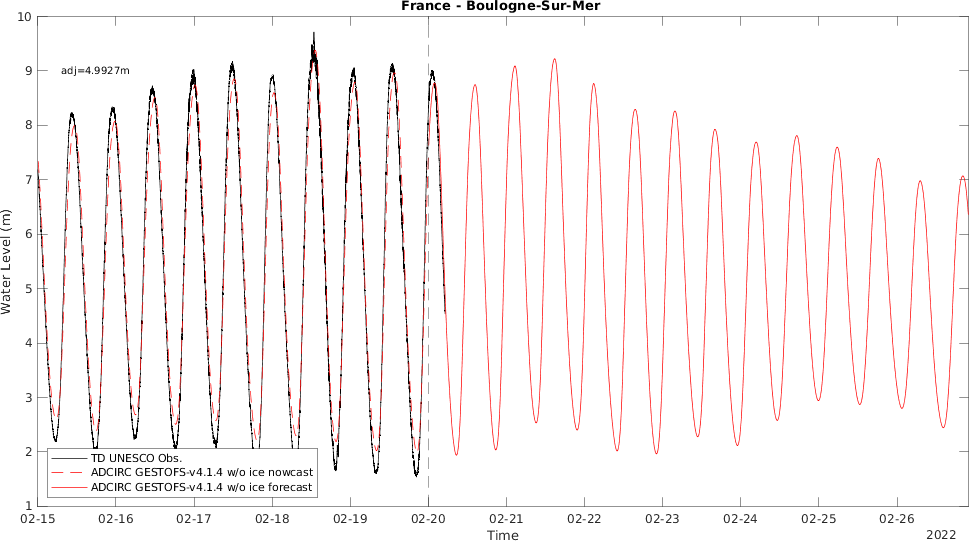 France - Boulogne-Sur-Mer
10
9
8
7
6
5
4
3
2
1
Water Level (m)
adj=4.9927m
TD UNESCO Obs.
ADCIRC GESTOFS-v4.1.4 w/o ice nowcast
ADCIRC GESTOFS-v4.1.4 w/o ice forecast
02-15 02-16 02-17 02-18 02-19 02-20 02-21 02-22 02-23 02-24 02-25 02-26
Time
2022